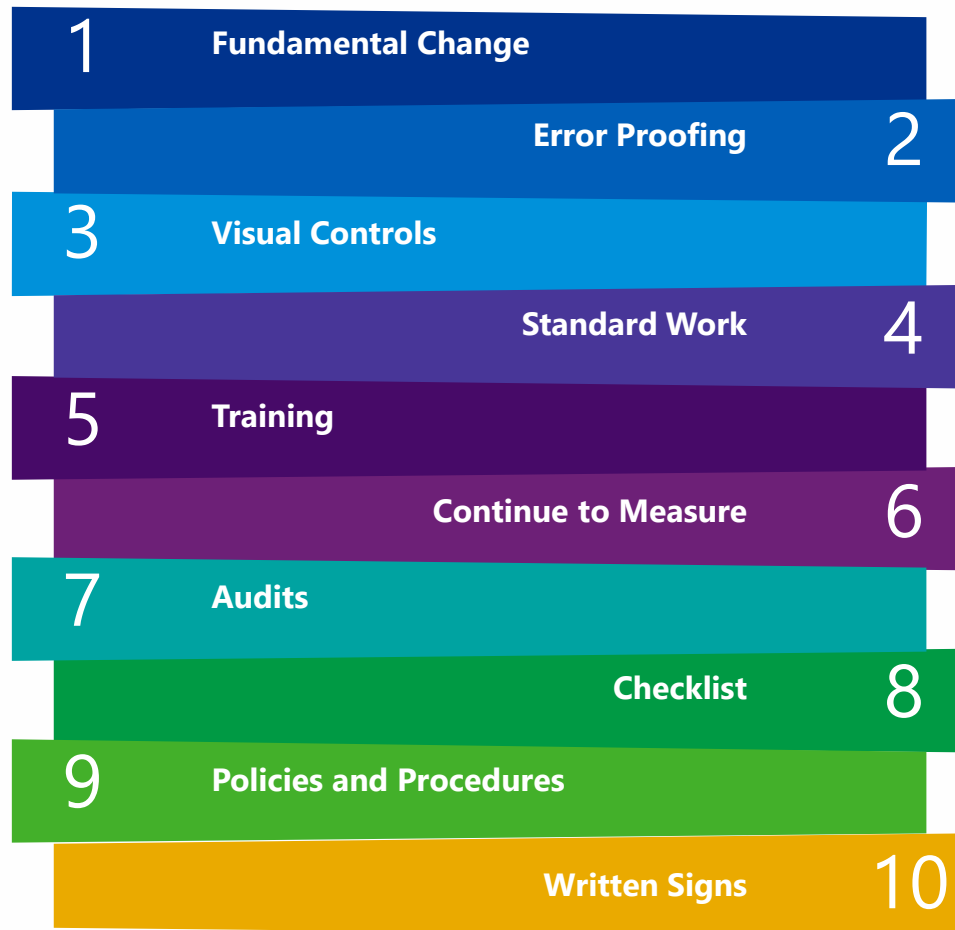 1 Fundamental Change
Error Proofing 2
3 Visual Controls
Standard Work 4
5 Training
Continue to Measure 6
7 Audits
Checklist 8
9 Policies and Procedures
Written Signs 10